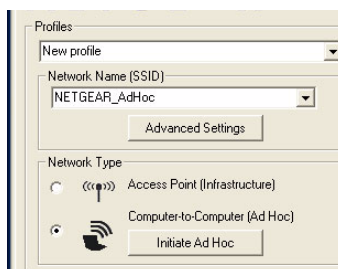 Profiles
New profile
Network Name (SSID)
NETGEAR_AdHoc
Advanced Settings
Network Type
Access Point (Infrastructure)
Computer-to-Computer (Ad Hoc)
Initiate Ad Hoc